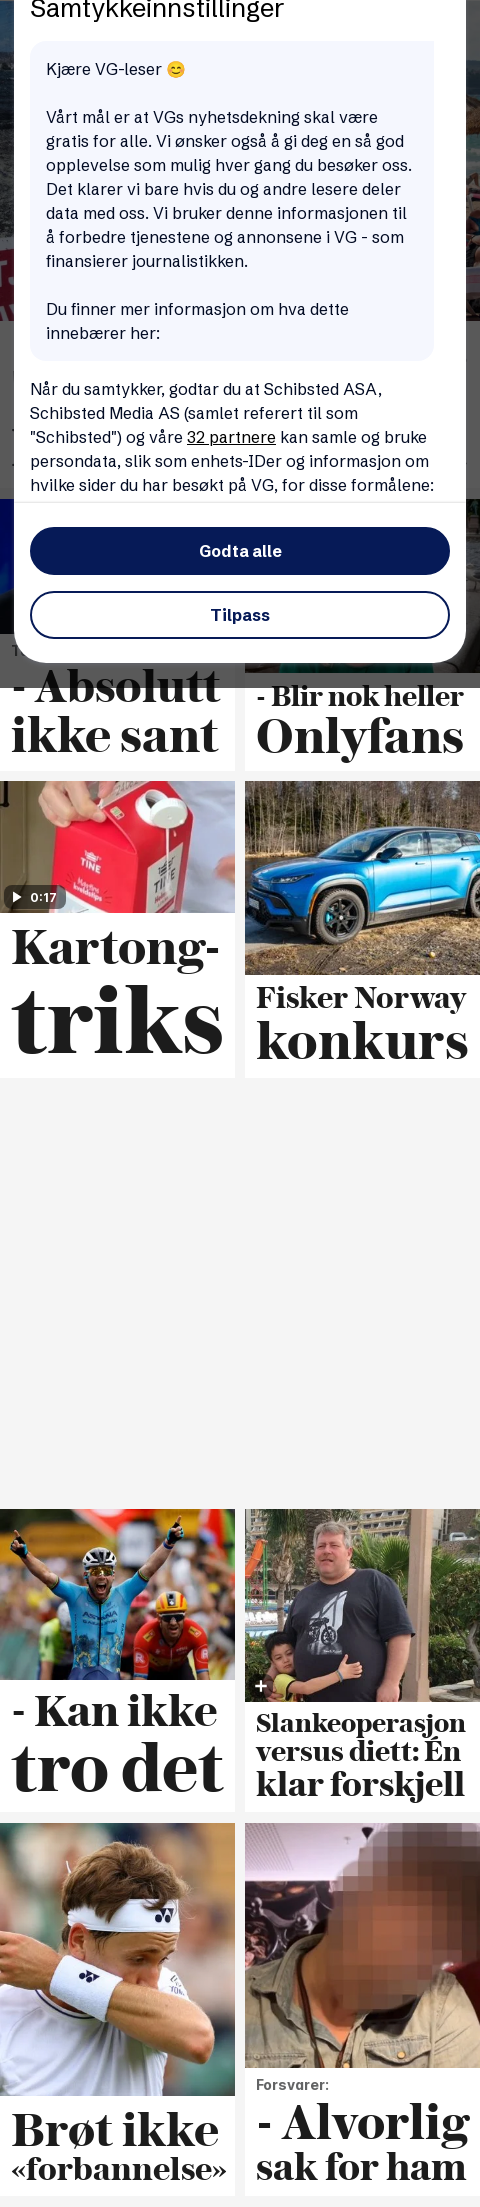 Samtykkeinnstillinger
Kjære VG-leser 😊
Vårt mål er at VGs nyhetsdekning skal være
gratis for alle. Vi ønsker også å gi deg en så god
opplevelse som mulig hver gang du besøker oss.
Det klarer vi bare hvis du og andre lesere deler
data med oss. Vi bruker denne informasjonen til
å forbedre tjenestene og annonsene i VG - som
finansierer journalistikken.
Du finner mer informasjon om hva dette
innebærer her:
Når du samtykker, godtar du at Schibsted ASA,
Schibsted Media AS (samlet referert til som
"Schibsted") og våre 32 partnere kan samle og bruke
persondata, slik som enhets-IDer og informasjon om
hvilke sider du har besøkt på VG, for disse formålene:
Godta alle
Tilpass
- Absolutt
ikke sant
- Blir nok heller
Onlyfans
TINE
TINE
0:17
Kartong-
triks
Fisker Norway
konkurs
- Kan ikke
tro det
Slankeoperasjon
versus diett: Én
klar forskjell
Brøt ikke
«forbannelse»
Forsvarer:
- Alvorlig
sak for ham